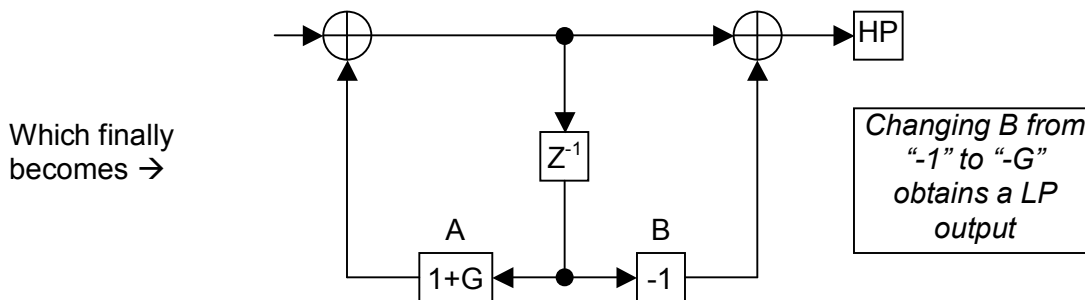 HP
Which finally
becomes →
Changing B from
“-1” to “-G”
obtains a LP
output
Z-1
A
B
1+G
-1